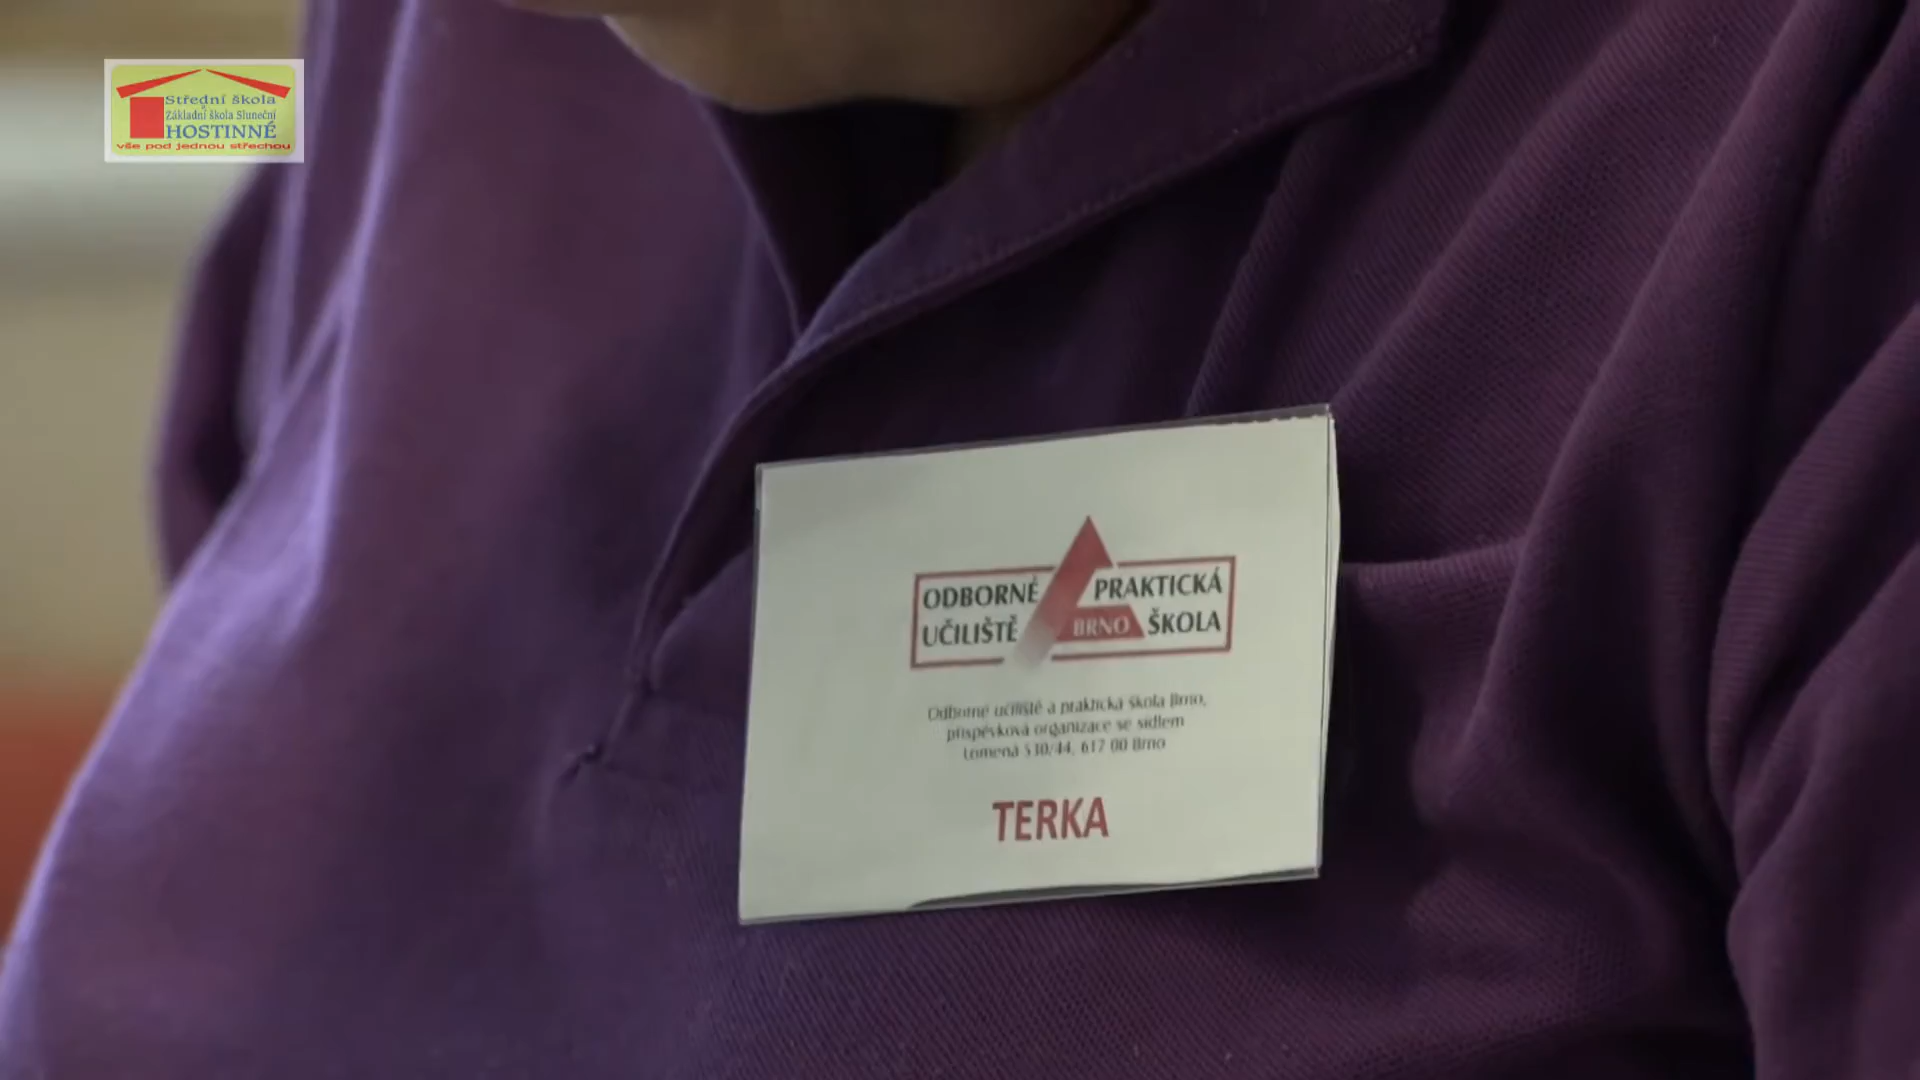 Střední škola
a
Základní škola Sluneční
HOSTINNÉ
vše pod jednou střechou
ODBORNÉ PRAKTICKÁ
UČILIŠTĚ BRNO ŠKOLA
Odborné učiliště a praktická škola Brno,
příspěvková organizace se sídlem
Lomená 530/44, 617 00 Brno
TERKA